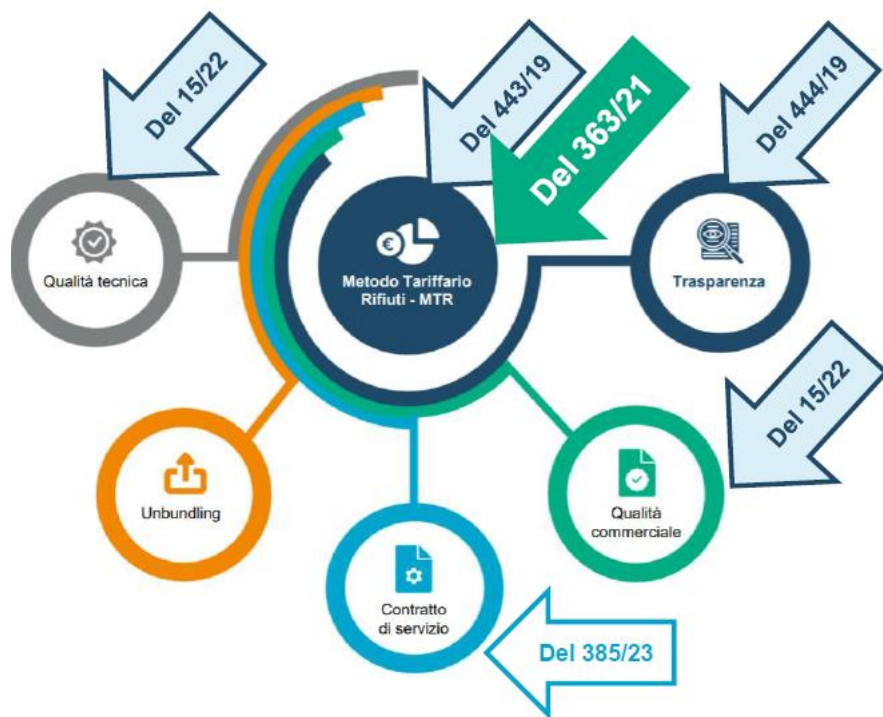 Del 15/22
Del 443/19
Del 363/21
Del 444/19
Qualità tecnica
€
Metodo Tariffario
Rifiuti - MTR
Trasparenza
Del 15/22
Unbundling
Qualità
commerciale
Contratto
di servizio
Del 385/23